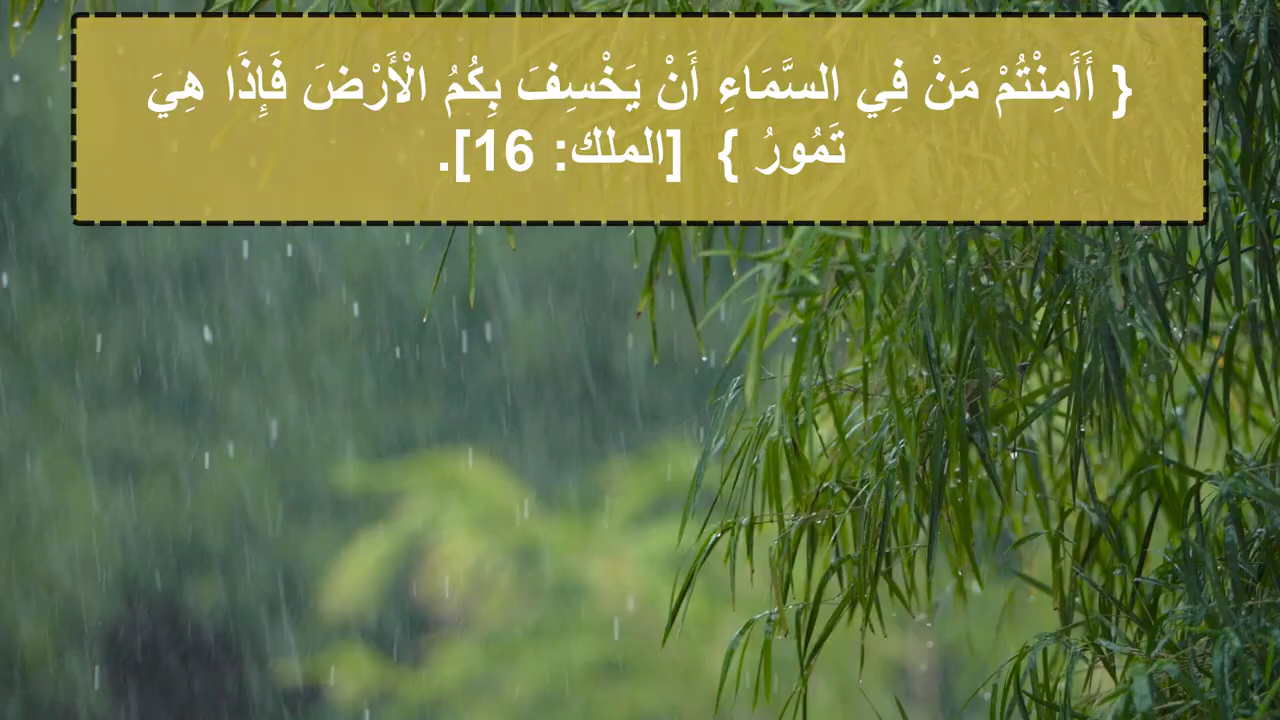 { أَأَمِنْتُمْ مَنْ فِي السَّمَاءِ أَنْ يَخْسِفَ بِكُمُ الْأَرْضَ فَإِذَا هِيَ
تَمُورُ } [الملك: 16].